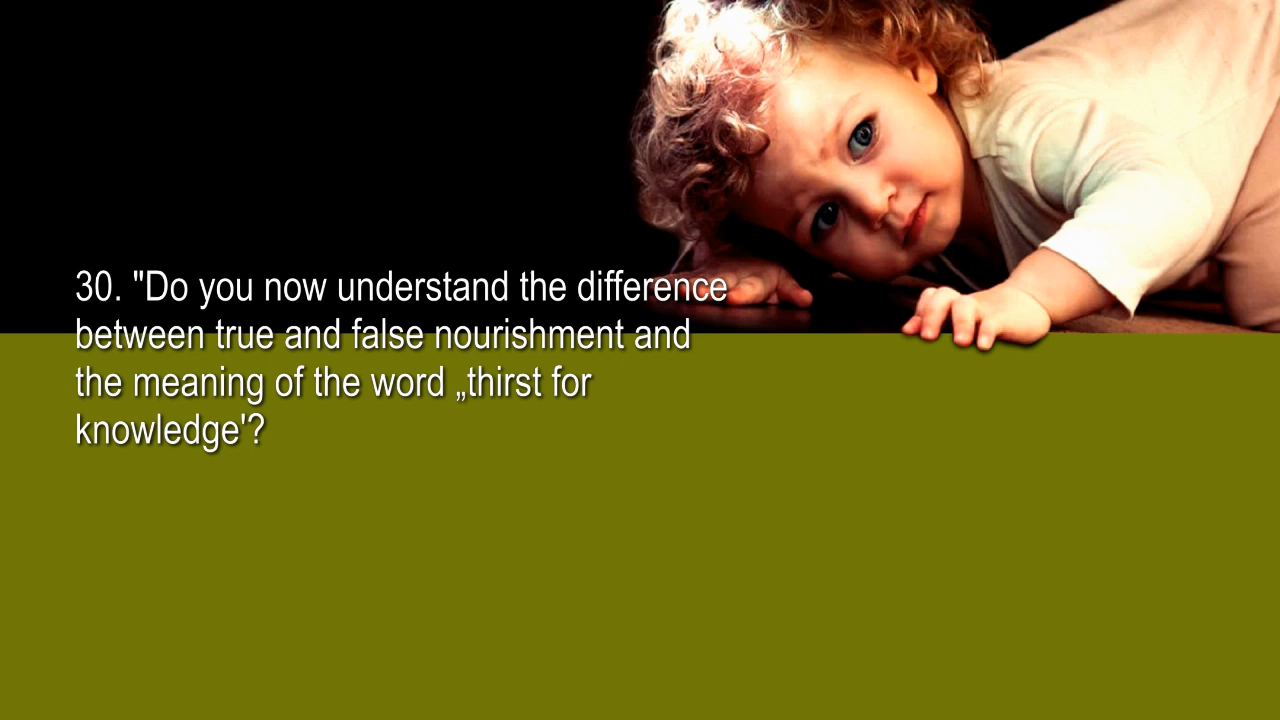 30. "Do you now understand the difference
between true and false nourishment and
the meaning of the word „thirst for
knowledge'?